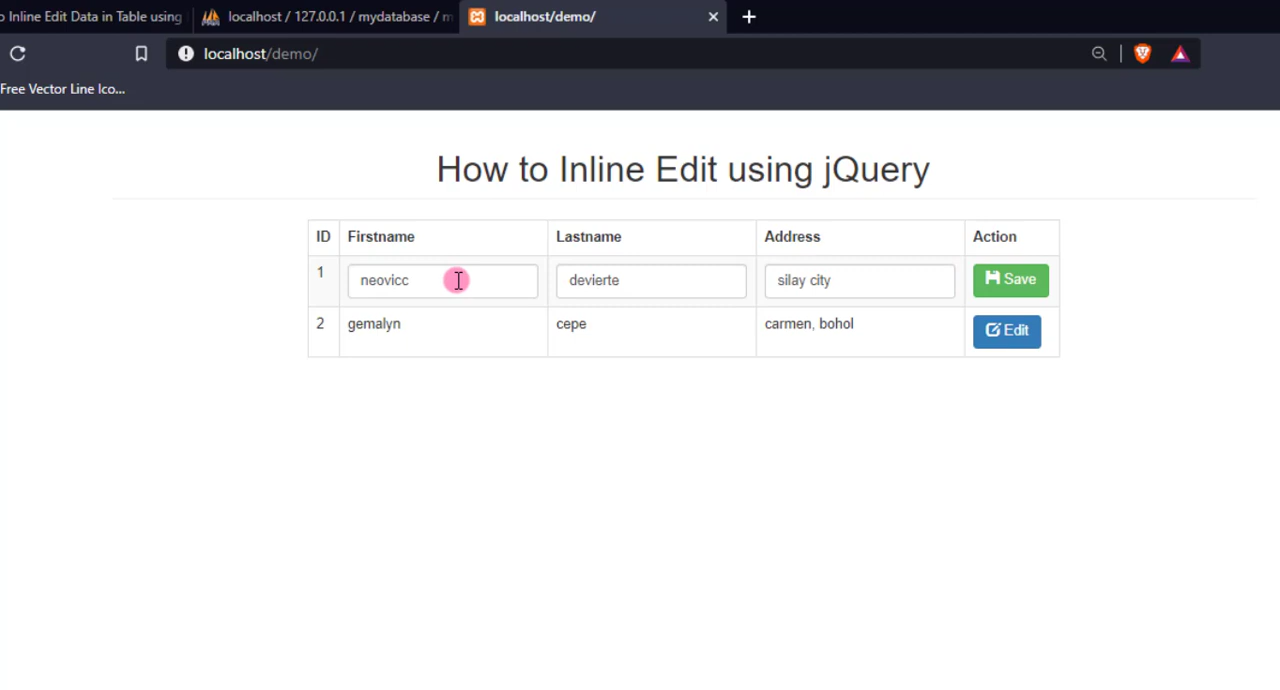 o Inline Edit Data in Table using
localhost / 127.0.0.1 / mydatabase / m
localhost/demo/
localhost/demo/
Free Vector Line Ico...
How to Inline Edit using jQuery
ID Firstname Lastname Address Action
1 neovicc devierte silay city Save
2 gemalyn cepe carmen, bohol Edit